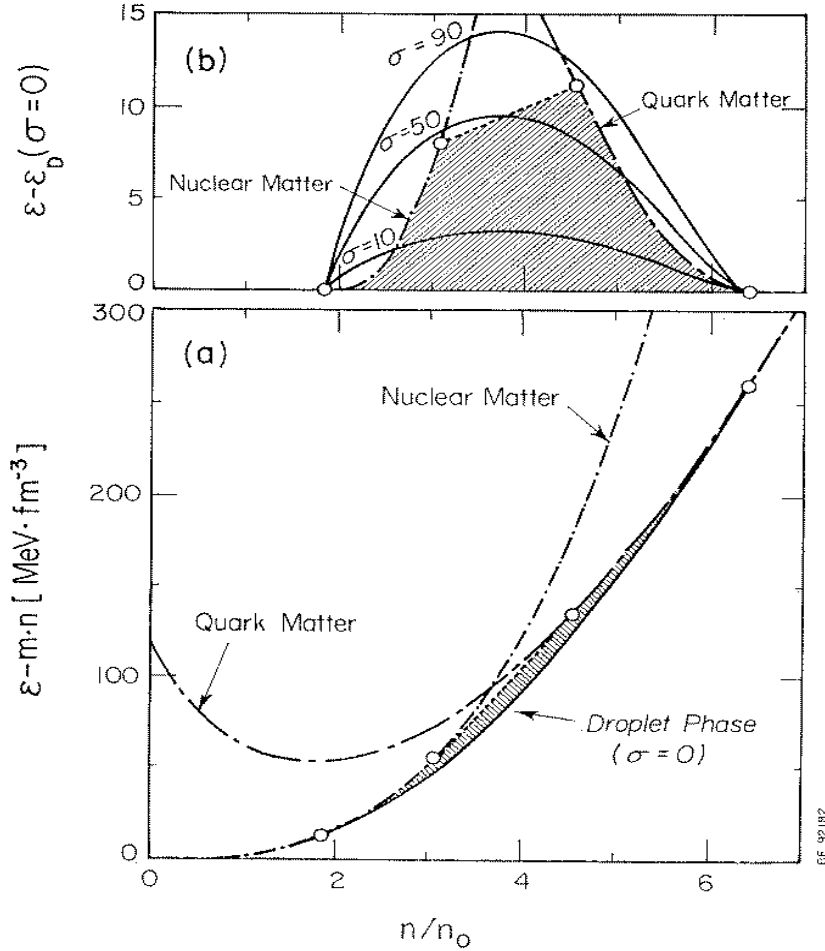 15
10
5
0
ε-ε_D(σ=0)
(b)
σ=90
σ=50
σ=10
Nuclear Matter
Quark Matter
300
200
100
0
ε-m·n [MeV·fm⁻³]
(a)
Nuclear Matter
Quark Matter
Droplet Phase
(σ=0)
0 2 4 6
n/n₀